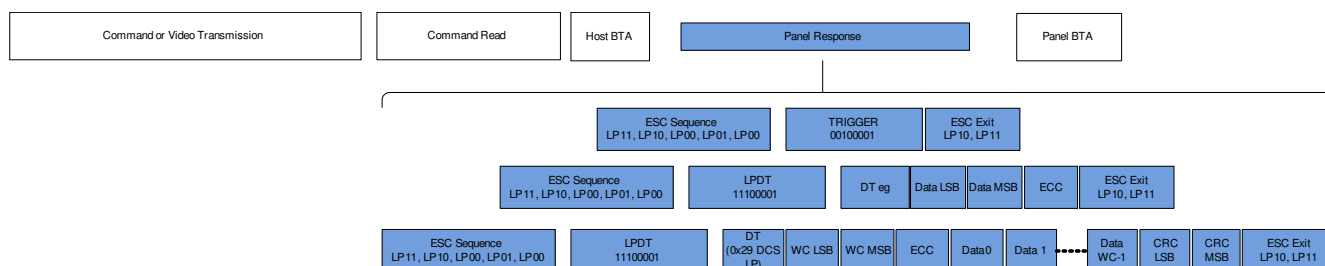 Command or Video Transmission
Command Read
Host BTA
Panel Response
Panel BTA
ESC Sequence
LP11, LP10, LP00, LP01, LP00
TRIGGER
00100001
ESC Exit
LP10, LP11
ESC Sequence
LP11, LP10, LP00, LP01, LP00
LPDT
11100001
DT eg
Data LSB
Data MSB
ECC
ESC Exit
LP10, LP11
ESC Sequence
LP11, LP10, LP00, LP01, LP00
LPDT
11100001
DT
(0x29 DCS
LP)
WC LSB
WC MSB
ECC
Data0
Data 1
Data
WC-1
CRC
LSB
CRC
MSB
ESC Exit
LP10, LP11